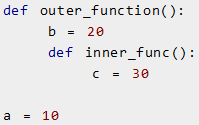 def outer_function():
    b = 20
    def inner_func():
        c = 30

a = 10